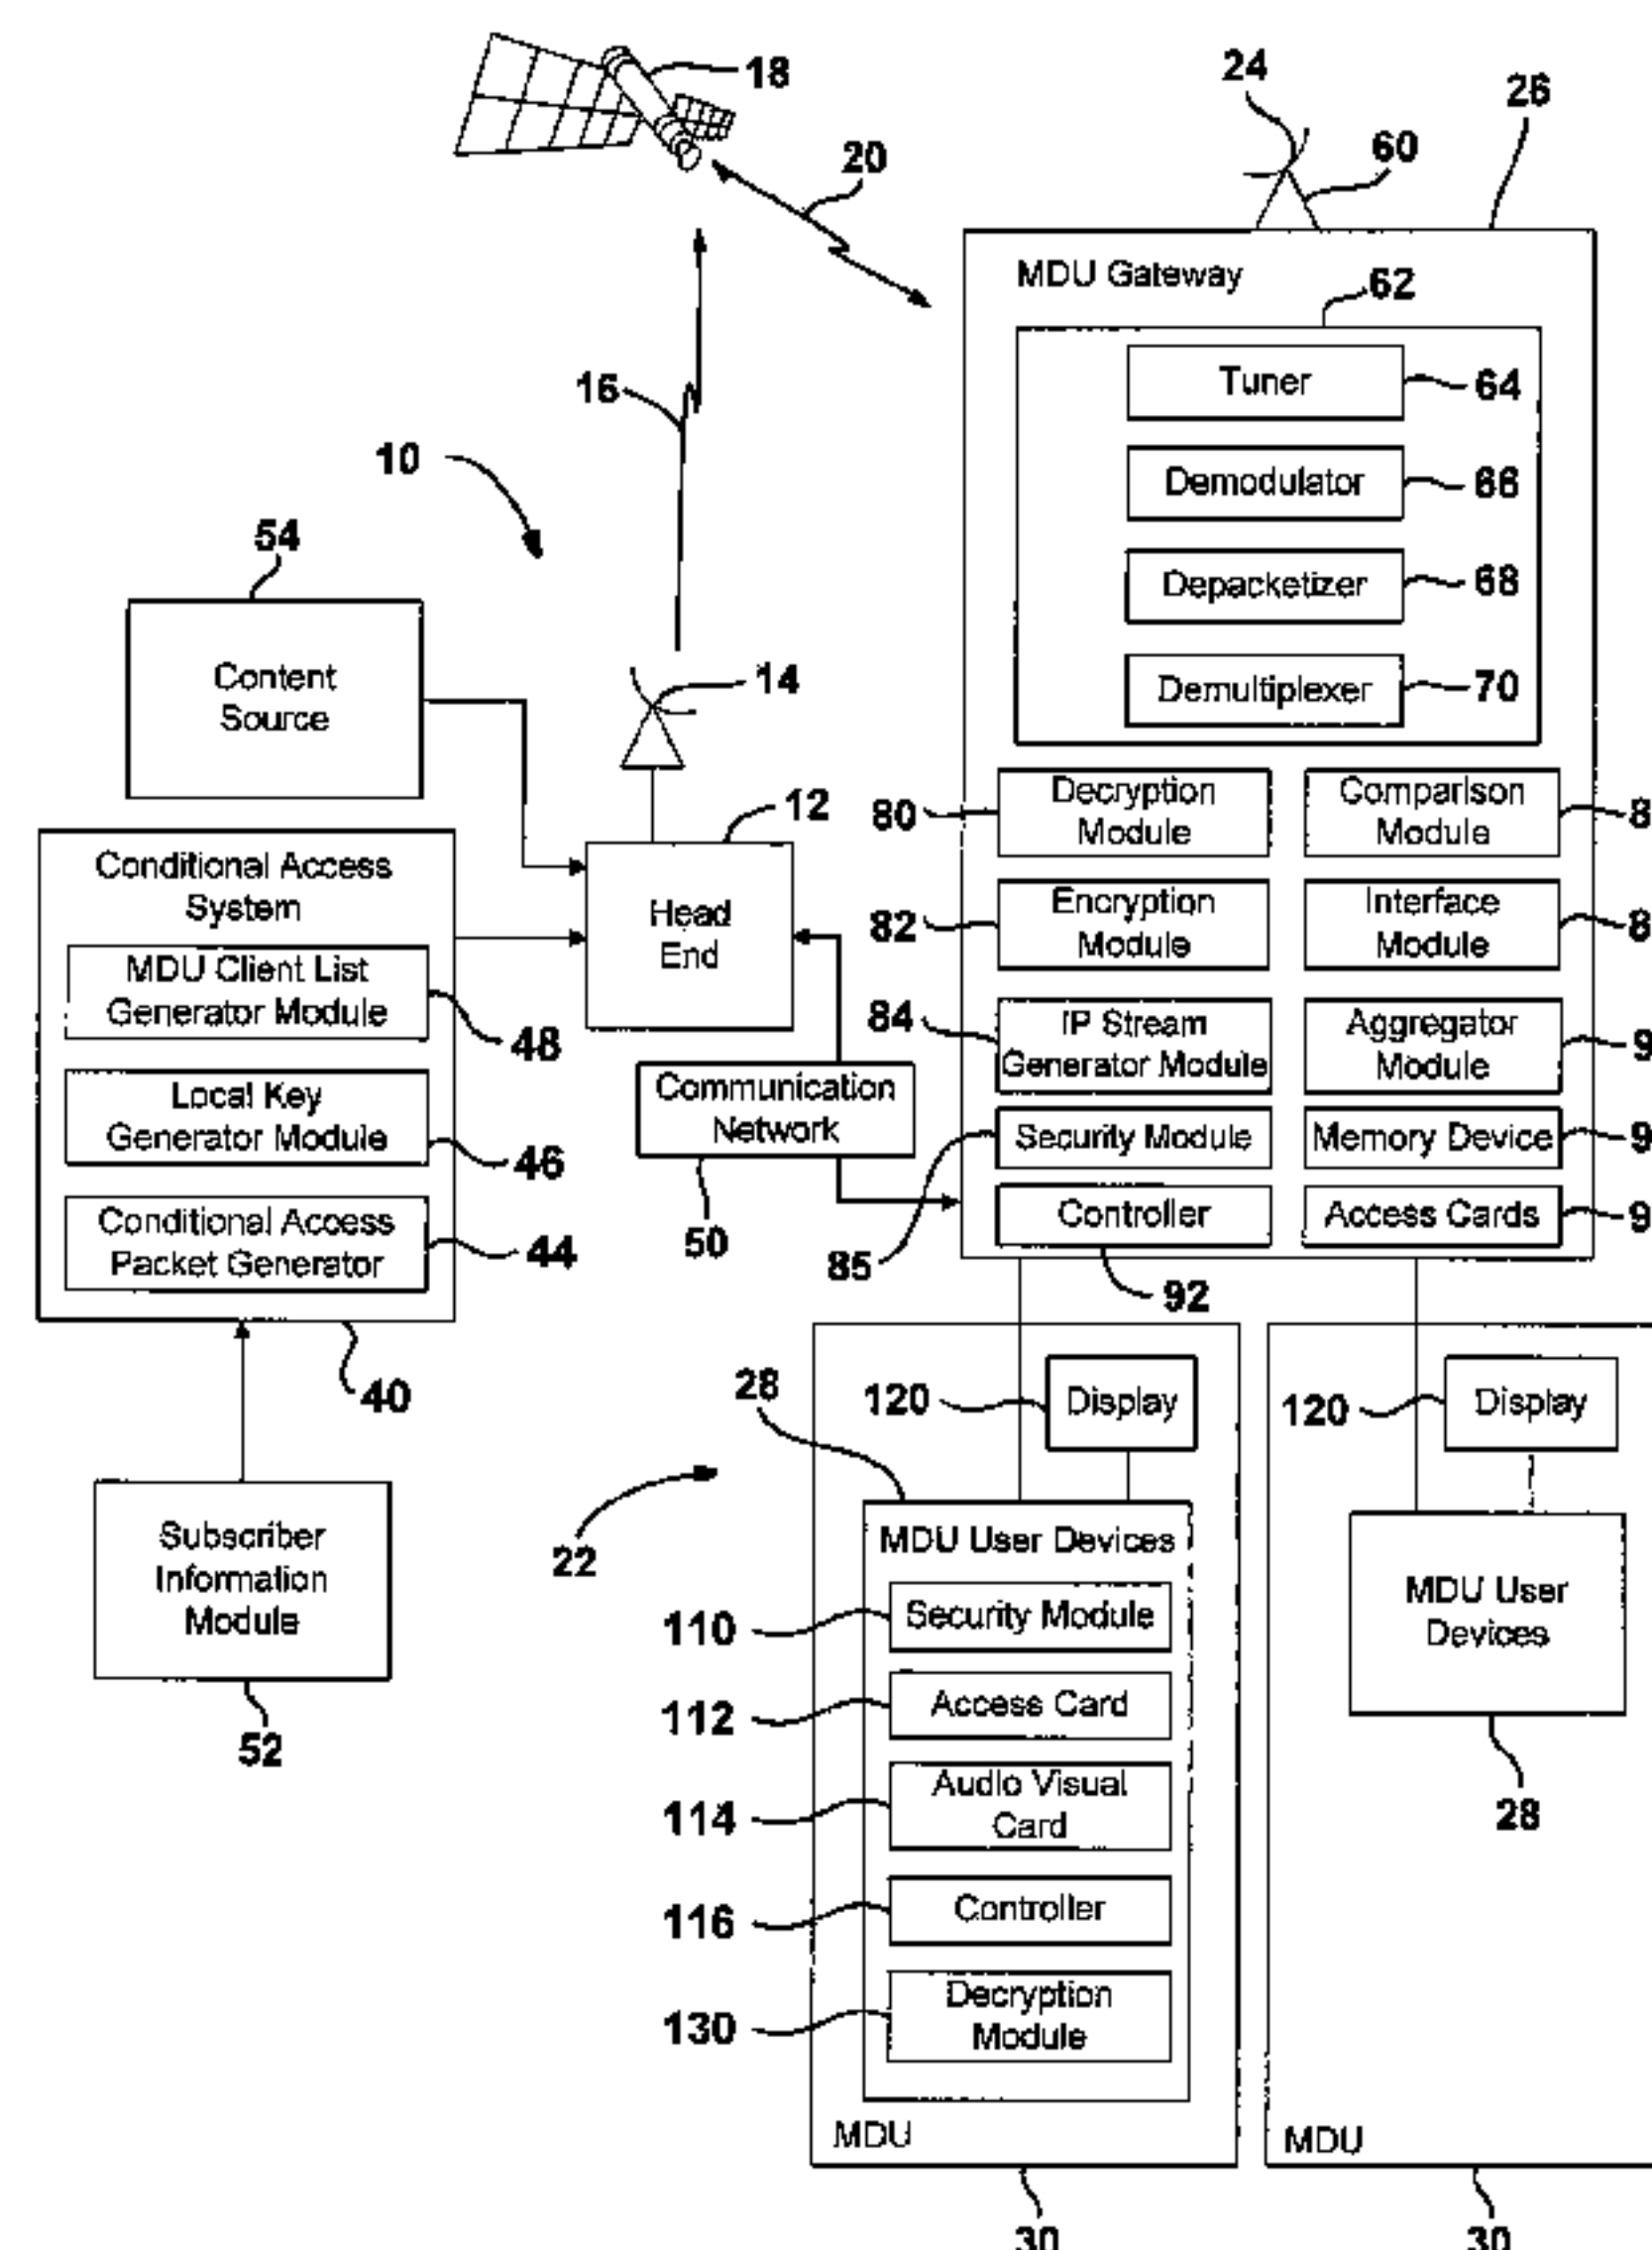 18
24
26
20
60
MDU Gateway
62
16
Tuner
64
10
Demodulator
66
54
Depacketizer
68
Content
Source
14
Demultiplexer
70
12
80
Decryption
Module
Comparison
Module
8
Conditional Access
System
Head
End
82
Encryption
Module
Interface
Module
8
MDU Client List
Generator Module
48
84
IP Stream
Generator Module
Aggregator
Module
9
Communication
Network
Local Key
Generator Module
46
Security Module
Memory Device
9
Conditional Access
Packet Generator
44
50
85
Controller
Access Cards
9
92
40
28
120
Display
120
Display
22
MDU User Devices
Subscriber
Information
Module
52
110
Security Module
MDU User
Devices
28
112
Access Card
114
Audio Visual
Card
116
Controller
130
Decryption
Module
MDU
MDU
30
30